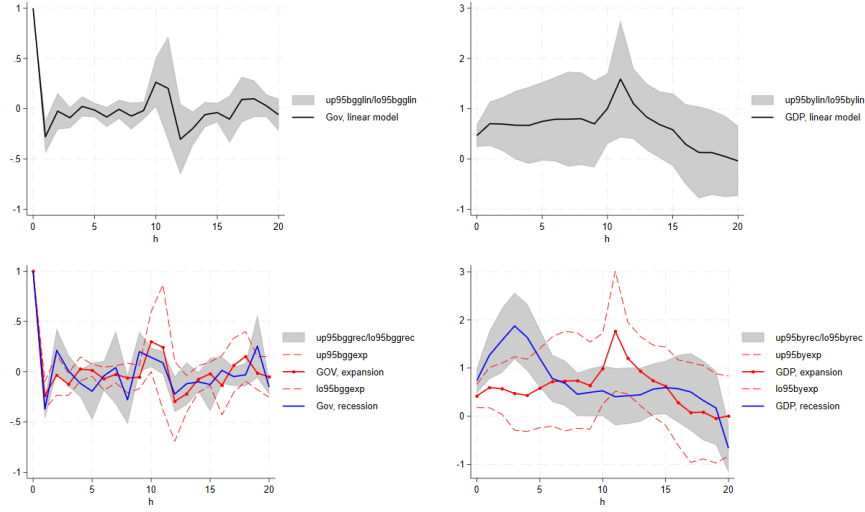 1
.5
0
-.5
-1
0
5
10
15
20
h
up95bgglin/lo95bgglin
Gov, linear model
3
2
1
0
-1
0
5
10
15
20
h
up95bylin/lo95bylin
GDP, linear model
1
.5
0
-.5
-1
0
5
10
15
20
h
up95bggrec/lo95bggrec
up95bggexp
GOV, expansion
lo95bggexp
Gov, recession
3
2
1
0
-1
0
5
10
15
20
h
up95byrec/lo95byrec
up95byexp
GDP, expansion
lo95byexp
GDP, recession